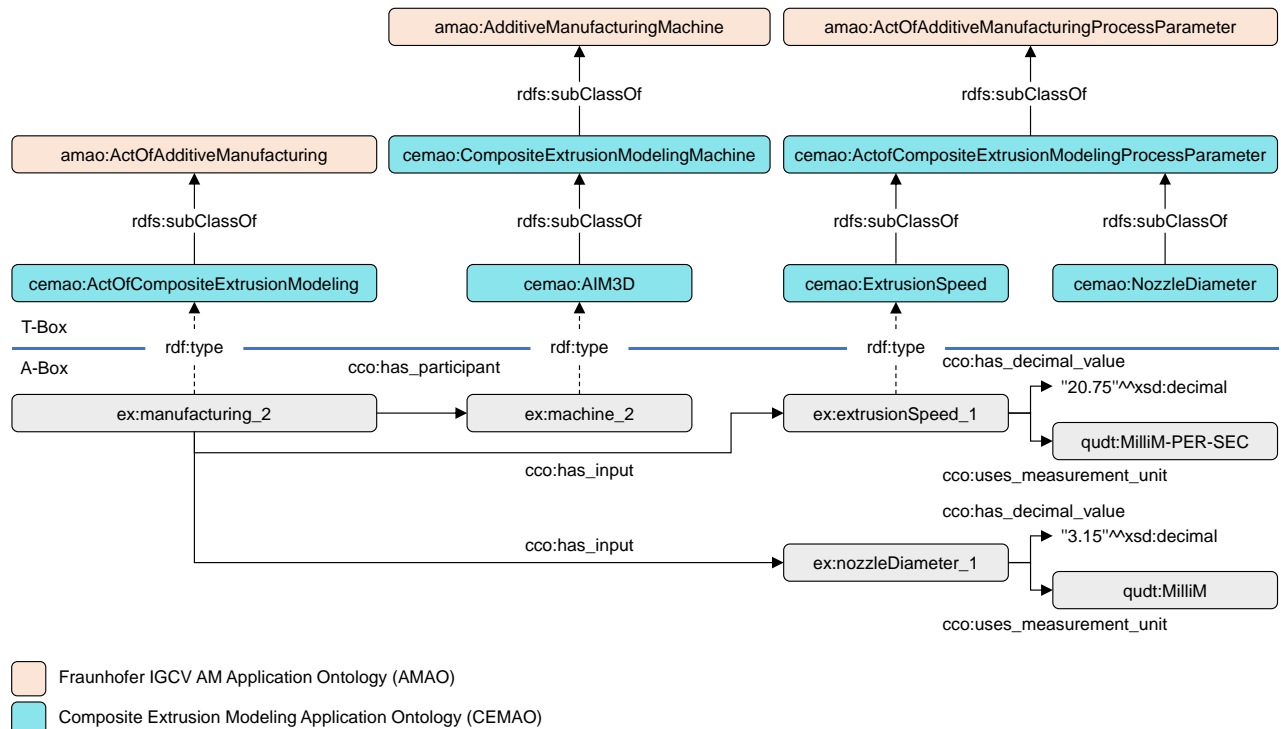 amao:AdditiveManufacturingMachine
amao:ActOfAdditiveManufacturingProcessParameter
rdfs:subClassOf
rdfs:subClassOf
amao:ActOfAdditiveManufacturing
cemao:CompositeExtrusionModelingMachine
cemao:ActofCompositeExtrusionModelingProcessParameter
rdfs:subClassOf
rdfs:subClassOf
rdfs:subClassOf
rdfs:subClassOf
cemao:ActOfCompositeExtrusionModeling
cemao:AIM3D
cemao:ExtrusionSpeed
cemao:NozzleDiameter
T-Box
rdf:type
rdf:type
rdf:type
A-Box
cco:has_participant
cco:has_decimal_value
"20.75"^^xsd:decimal
ex:manufacturing_2
ex:machine_2
ex:extrusionSpeed_1
qudt:MilliM-PER-SEC
cco:has_input
cco:uses_measurement_unit
cco:has_decimal_value
"3.15"^^xsd:decimal
cco:has_input
ex:nozzleDiameter_1
qudt:MilliM
cco:uses_measurement_unit
Fraunhofer IGCV AM Application Ontology (AMAO)
Composite Extrusion Modeling Application Ontology (CEMAO)